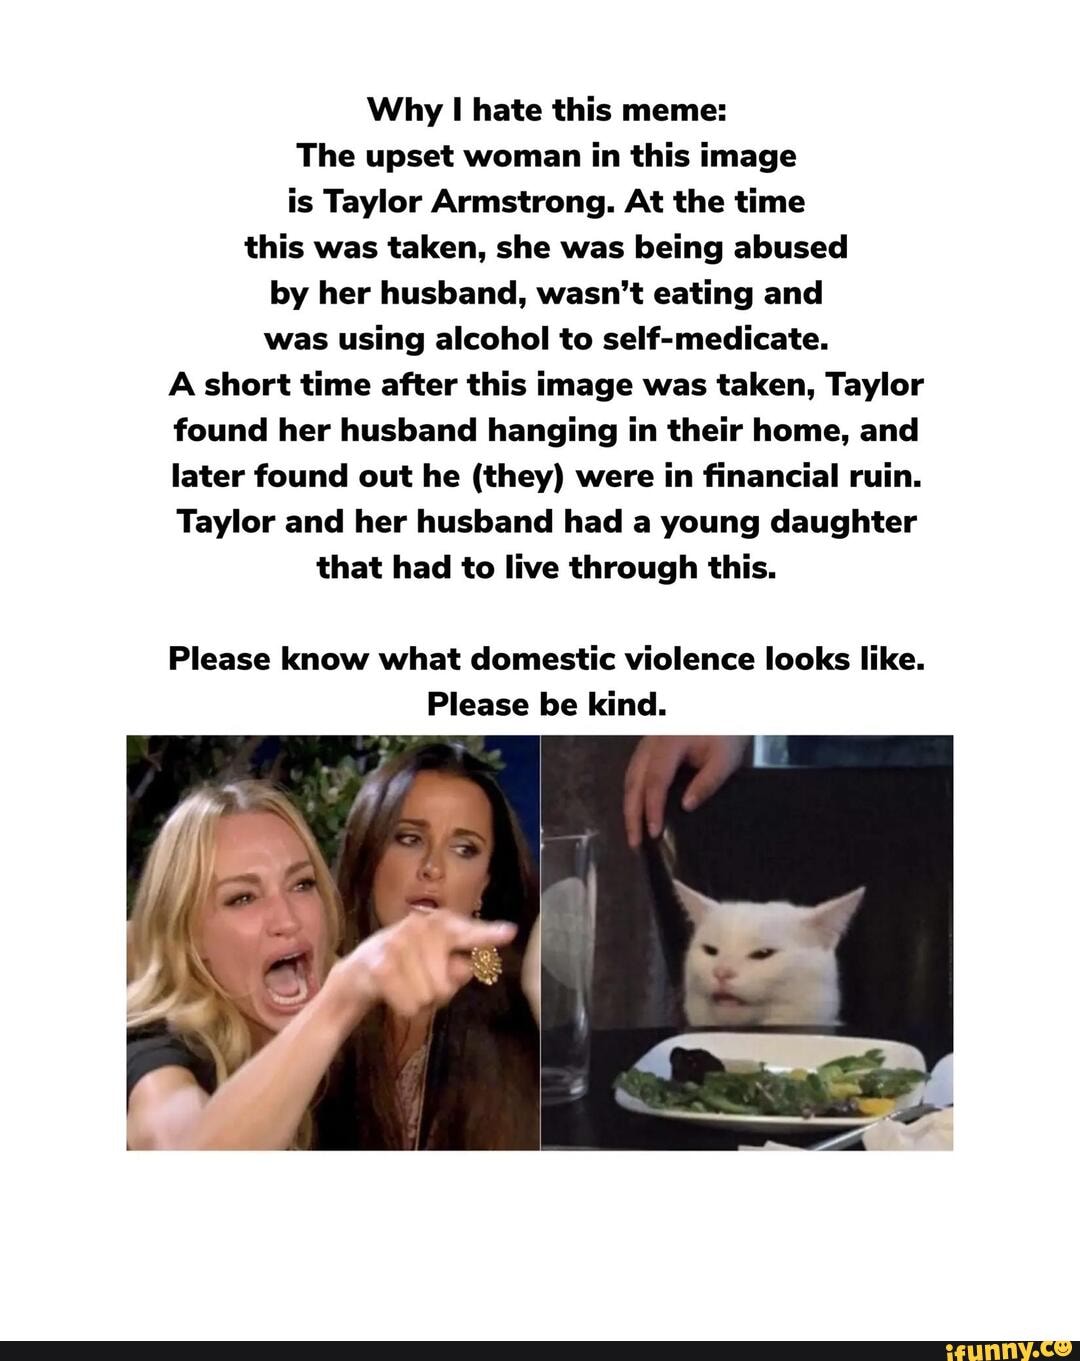 Why I hate this meme:
The upset woman in this image
is Taylor Armstrong. At the time
this was taken, she was being abused
by her husband, wasn't eating and
was using alcohol to self-medicate.
A short time after this image was taken, Taylor
found her husband hanging in their home, and
later found out he (they) were in financial ruin.
Taylor and her husband had a young daughter
that had to live through this.
Please know what domestic violence looks like.
Please be kind.
ifunny.co